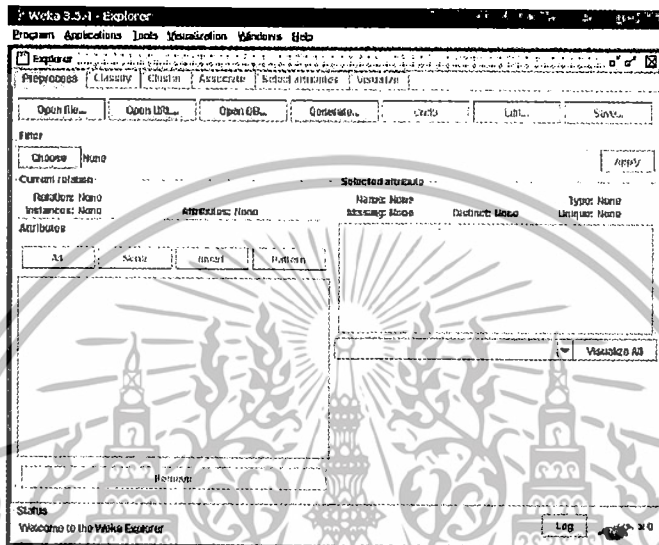 Weka 3.5.1 - Explorer
Program Applications Tools Visualization Windows Help
Explorer
Preprocess Classify Cluster Associate Select attributes Visualize
Open file... Open URL... Open DB... Generate... Undo Edit... Save...
Filter
Choose None Apply
Current relation
Relation: None
Instances: None Attributes: None
Selected attribute
Name: None Type: None
Missing: None Distinct: None Unique: None
Attributes
All None Invert Pattern
Visualize All
Remove
Status
Welcome to the Weka Explorer
Log x 0